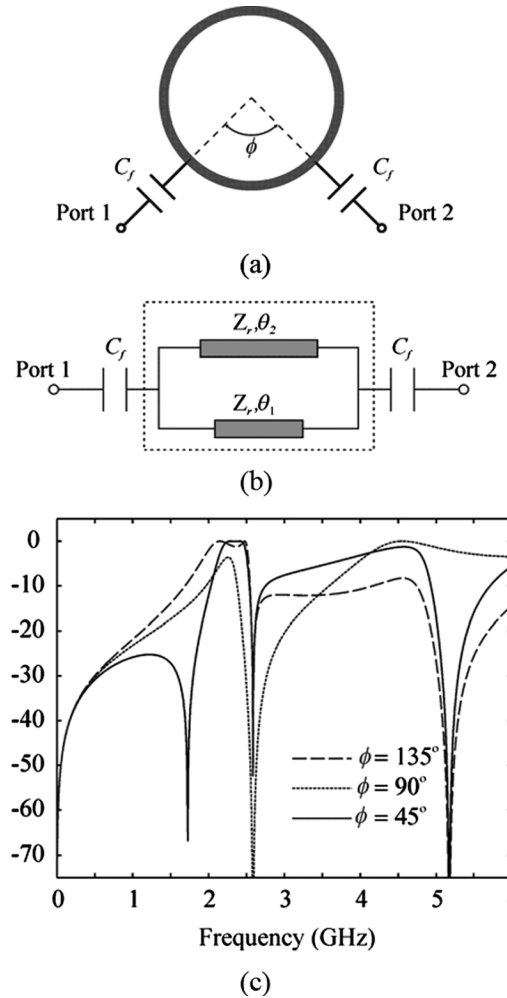 ϕ
C_f C_f
Port 1 Port 2
(a)
Z_r,θ_2
Port 1 C_f C_f Port 2
Z_r,θ_1
(b)
0
-10
-20
-30
-40
-50
-60
-70
ϕ = 135°
ϕ = 90°
ϕ = 45°
0 1 2 3 4 5
Frequency (GHz)
(c)